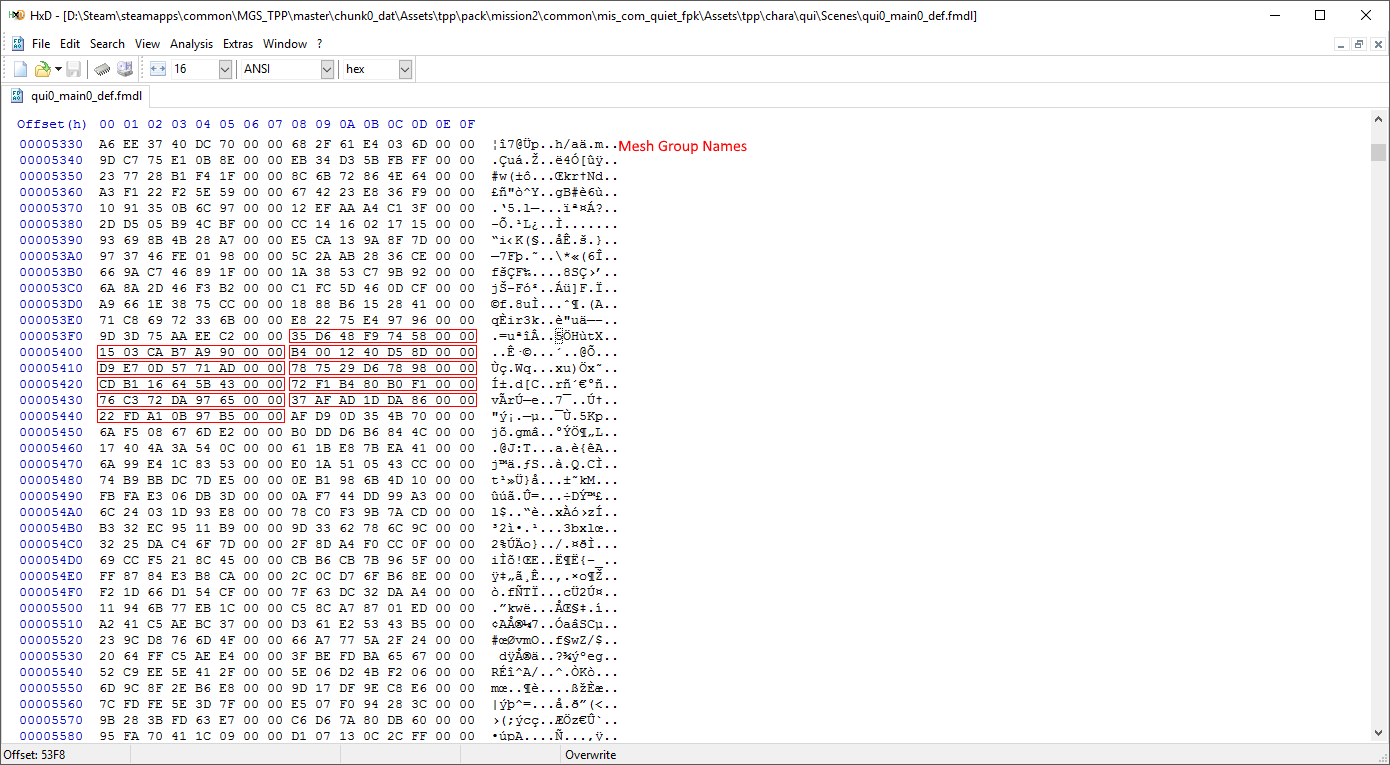 HxD - [D:\Steam\steamapps\common\MGS_TPP\master\chunk0_dat\Assets\tpp\pack\mission2\common\mis_com_quiet_fpk\Assets\tpp\chara\qui\Scenes\qui0_main0_def.fmdl]
File Edit Search View Analysis Extras Window ?
16 ANSI hex
qui0_main0_def.fmdl
Offset(h) 00 01 02 03 04 05 06 07 08 09 0A 0B 0C 0D 0E 0F
00005330 A6 EE 37 40 DC 70 00 00 68 2F 61 E4 03 6D 00 00 ¦î7@Üp..h/aä.m.. Mesh Group Names
00005340 9D C7 75 E1 0B 8E 00 00 EB 34 D3 5B FB FF 00 00 .Çuá.Ž..ë4Ó[ûÿ..
00005350 23 77 28 B1 F4 1F 00 00 8C 6B 72 86 4E 64 00 00 #w(±ô...Œkr†Nd..
00005360 A3 F1 22 F2 5E 59 00 00 67 42 23 E8 36 F9 00 00 £ñ"ò^Y..gB#è6ù..
00005370 10 91 35 0B 6C 97 00 00 12 EF AA A4 C1 3F 00 00 .‘5.l—...ïª¤Á?..
00005380 2D D5 05 B9 4C BF 00 00 CC 14 16 02 17 15 00 00 -Õ.¹L¿..Ì.......
00005390 93 69 8B 4B 28 A7 00 00 E5 CA 13 9A 8F 7D 00 00 “i‹K(§..åÊ.š.}..
000053A0 97 37 46 FE 01 98 00 00 5C 2A AB 28 36 CE 00 00 —7Fþ.˜..\*«(6Î..
000053B0 66 9A C7 46 89 1F 00 00 1A 38 53 C7 9B 92 00 00 fšÇF‰....8SÇ›’..
000053C0 6A 8A 2D 46 F3 B2 00 00 C1 FC 5D 46 0D CF 00 00 jŠ-Fó²..Áü]F.Ï..
000053D0 A9 66 1E 38 75 CC 00 00 18 88 B6 15 28 41 00 00 ©f.8uÌ...ˆ¶.(A..
000053E0 71 C8 69 72 33 6B 00 00 E8 22 75 E4 97 96 00 00 qÈir3k..è"uä—–..
000053F0 9D 3D 75 AA EE C2 00 00 35 D6 48 F9 74 58 00 00 .=uªîÂ..5ÖHùtX..
00005400 15 03 CA B7 A9 90 00 00 B4 00 12 40 D5 8D 00 00 ..Ê·©...´..@Õ...
00005410 D9 E7 0D 57 71 AD 00 00 78 75 29 D6 78 98 00 00 Ùç.Wq...xu)Öx˜..
00005420 CD B1 16 64 5B 43 00 00 72 F1 B4 80 B0 F1 00 00 Í±.d[C..rñ´€°ñ..
00005430 76 C3 72 DA 97 65 00 00 37 AF AD 1D DA 86 00 00 vÃrÚ—e..7¯..Ú†..
00005440 22 FD A1 0B 97 B5 00 00 AF D9 0D 35 4B 70 00 00 "ý¡.—µ..¯Ù.5Kp..
00005450 6A F5 08 67 6D E2 00 00 B0 DD D6 B6 84 4C 00 00 jõ.gmâ..°ÝÖ¶„L..
00005460 17 40 4A 3A 54 0C 00 00 61 1B E8 7B EA 41 00 00 .@J:T...a.è{êA..
00005470 6A 99 E4 1C 83 53 00 00 E0 1A 51 05 43 CC 00 00 j™ä.ƒS..à.Q.CÌ..
00005480 74 B9 BB DC 7D E5 00 00 0E B1 98 6B 4D 10 00 00 t¹»Ü}å...±˜kM...
00005490 FB FA E3 06 DB 3D 00 00 0A F7 44 DD 99 A3 00 00 ûúã.Û=...÷DÝ™£..
000054A0 6C 24 03 1D 93 E8 00 00 78 C0 F3 9B 7A CD 00 00 l$..“è..xÀó›zÍ..
000054B0 B3 32 EC 95 11 B9 00 00 9D 33 62 78 6C 9C 00 00 ³2ì•.¹...3bxlœ..
000054C0 32 25 DA C4 6F 7D 00 00 2F 8D A4 F0 CC 0F 00 00 2%ÚÄo}../.¤ðÌ...
000054D0 69 CC F5 21 8C 45 00 00 CB B6 CB 7B 96 5F 00 00 iÌõ!ŒE..Ë¶Ë{–_..
000054E0 FF 87 84 E3 B8 CA 00 00 2C 0C D7 6F B6 8E 00 00 ÿ‡„ã¸Ê..,.×o¶Ž..
000054F0 F2 1D 66 D1 54 CF 00 00 7F 63 DC 32 DA A4 00 00 ò.fÑTÏ...cÜ2Ú¤..
00005500 11 94 6B 77 EB 1C 00 00 C5 8C A7 87 01 ED 00 00 .”kwë...ÅŒ§‡.í..
00005510 A2 41 C5 AE BC 37 00 00 D3 61 E2 53 43 B5 00 00 ¢AÅ®¼7..ÓaâSCµ..
00005520 23 9C D8 76 6D 4F 00 00 66 A7 77 5A 2F 24 00 00 #œØvmO..f§wZ/$..
00005530 20 64 FF C5 AE E4 00 00 3F BE FD BA 65 67 00 00 dÿÅ®ä..?¾ýºeg..
00005540 52 C9 EE 5E 41 2F 00 00 5E 06 D2 4B F2 06 00 00 RÉî^A/..^.ÒKò...
00005550 6D 9C 8F 2E B6 E8 00 00 9D 17 DF 9E C8 E6 00 00 mœ..¶è....ßžÈæ..
00005560 7C FD FE 5E 3D 7F 00 00 E5 07 F0 94 28 3C 00 00 |ýþ^=...å.ð”(<..
00005570 9B 28 3B FD 63 E7 00 00 C6 D6 7A 80 DB 60 00 00 ›(;ýcç..ÆÖz€Û`..
00005580 95 FA 70 41 1C 09 00 00 D1 07 13 0C 2C FF 00 00 •úpA....Ñ...,ÿ..
Offset: 53F8 Overwrite